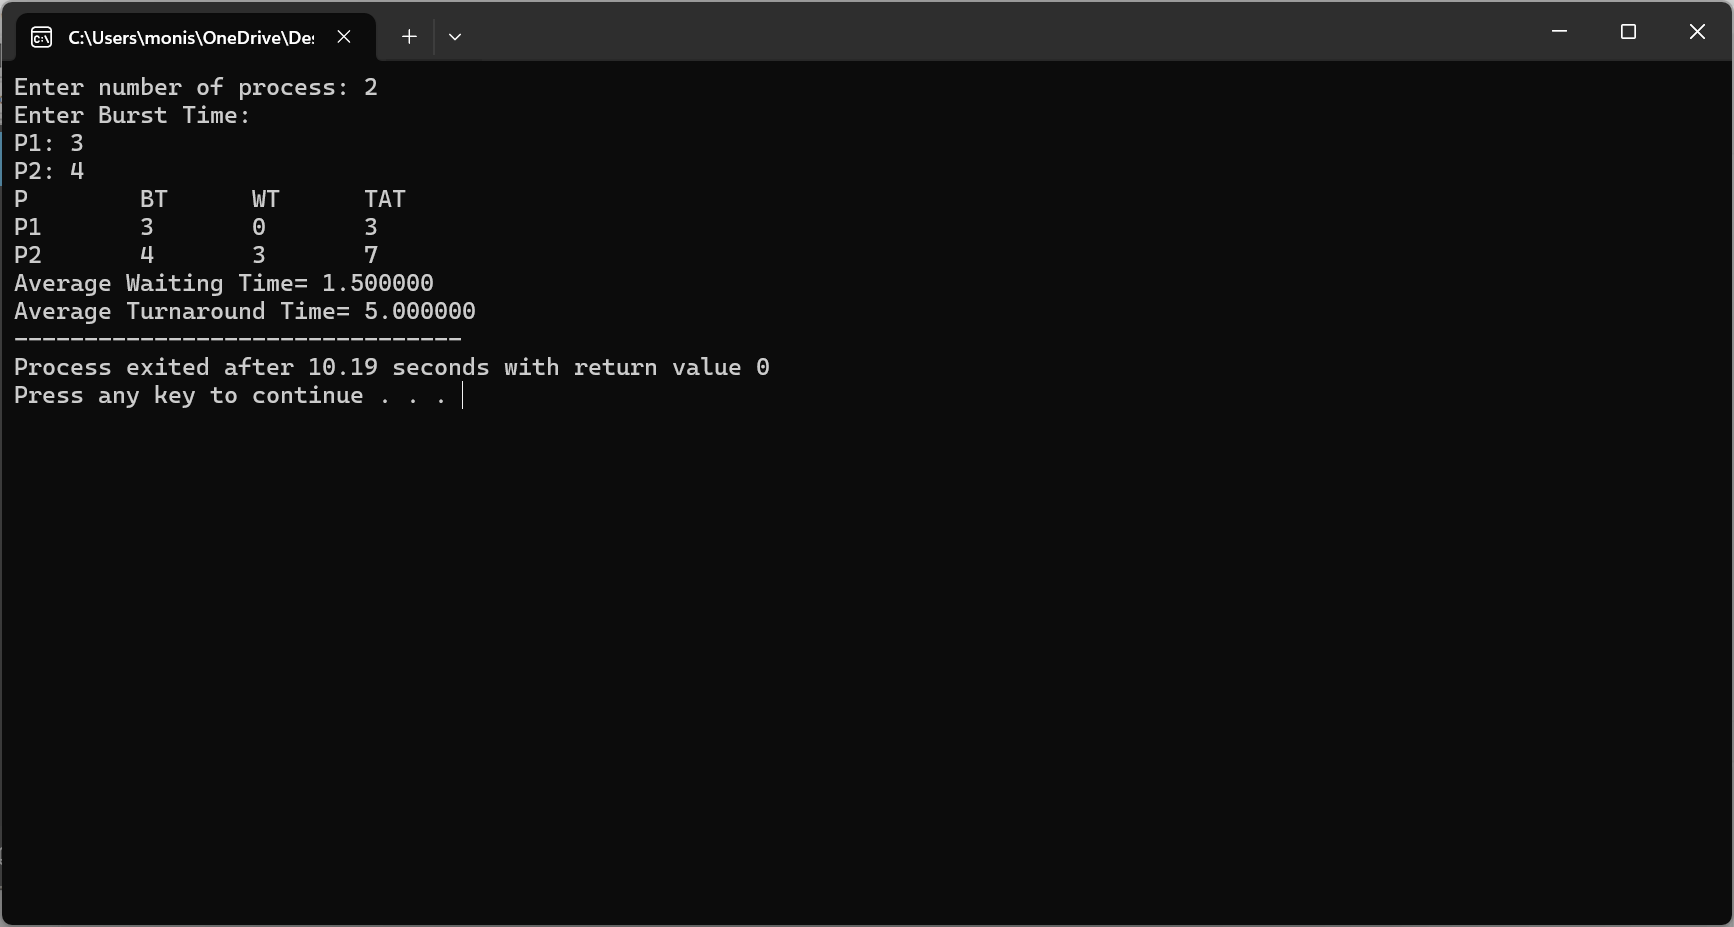 C:\Users\monis\OneDrive\Des
Enter number of process: 2
Enter Burst Time:
P1: 3
P2: 4
P        BT      WT      TAT
P1       3       0       3
P2       4       3       7
Average Waiting Time= 1.500000
Average Turnaround Time= 5.000000
--------------------------------
Process exited after 10.19 seconds with return value 0
Press any key to continue . . .